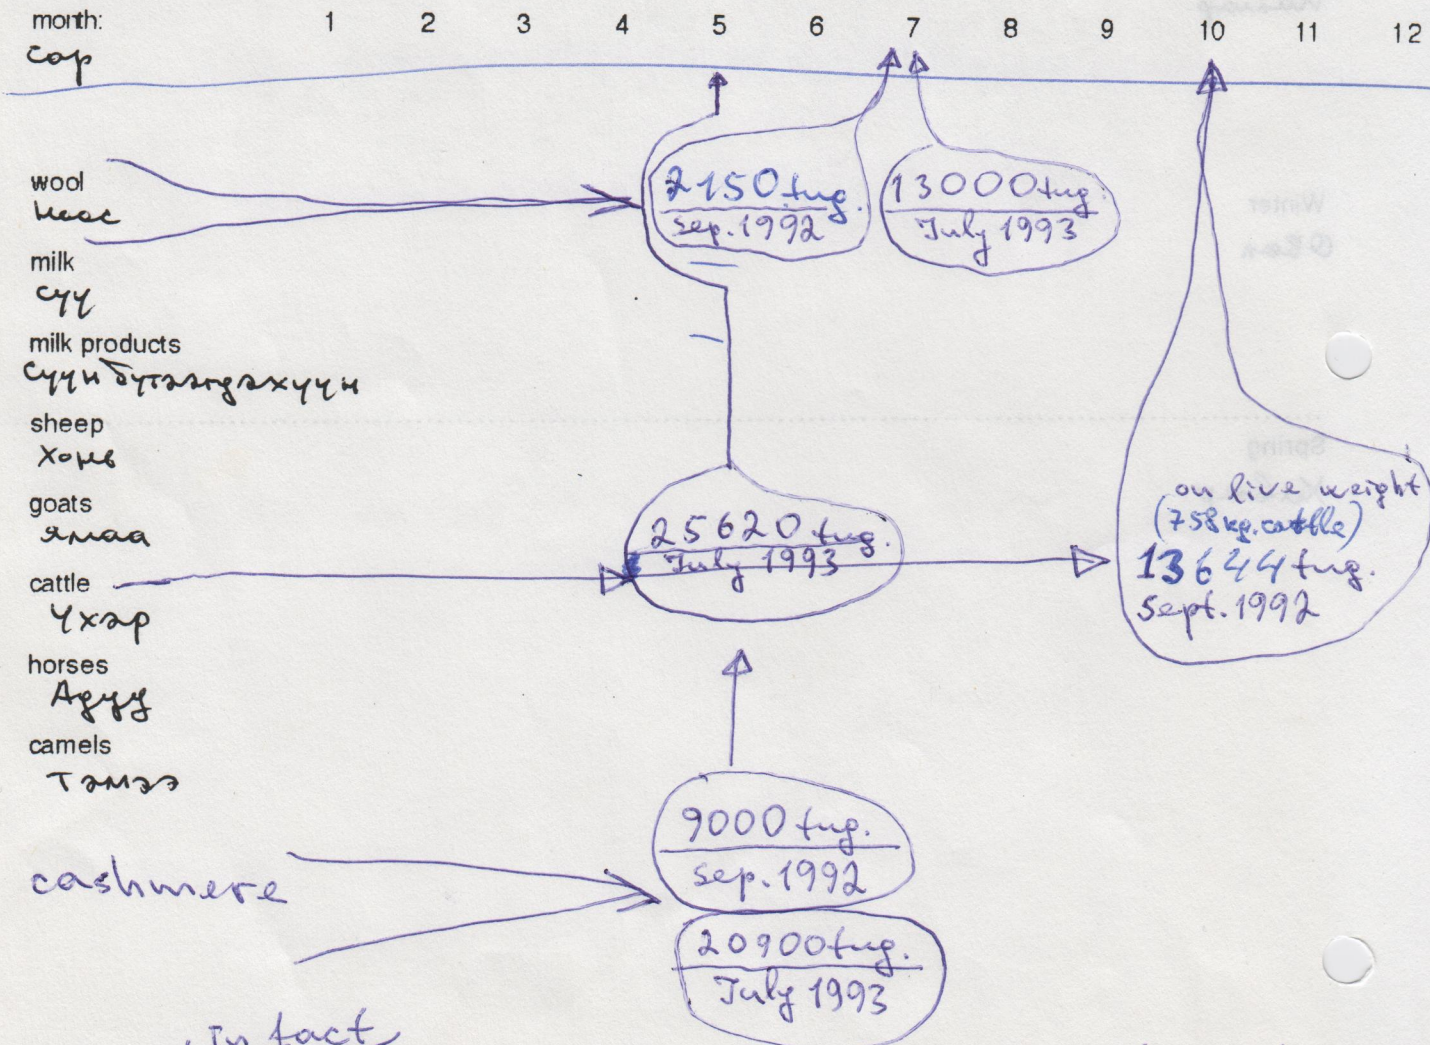 month: 1 2 3 4 5 6 7 8 9 10 11 12
сар
wool
ноос
2150 tug.
Sep. 1992
13000 tug.
July 1993
milk
сүү
milk products
сүүн бүтээгдэхүүн
sheep
хонь
goats
ямаа
on live weight
(758 kg. cattle)
13644 tug.
Sept. 1992
25620 tug.
July 1993
cattle
Үхэр
horses
Адуу
camels
тэмээ
9000 tug.
Sep. 1992
cashmere
20900 tug.
July 1993
In fact
Winter
Spring